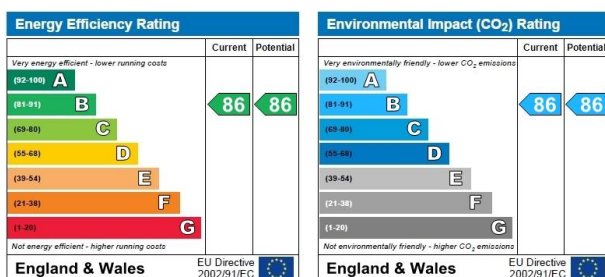 Energy Efficiency Rating
Current Potential
Very energy efficient - lower running costs
(92-100) A
(81-91) B 86 86
(69-80) C
(55-68) D
(39-54) E
(21-38) F
(1-20) G
Not energy efficient - higher running costs
England & Wales
EU Directive
2002/91/EC
Environmental Impact (CO₂) Rating
Current Potential
Very environmentally friendly - lower CO₂ emissions
(92-100) A
(81-91) B 86 86
(69-80) C
(55-68) D
(39-54) E
(21-38) F
(1-20) G
Not environmentally friendly - higher CO₂ emissions
England & Wales
EU Directive
2002/91/EC